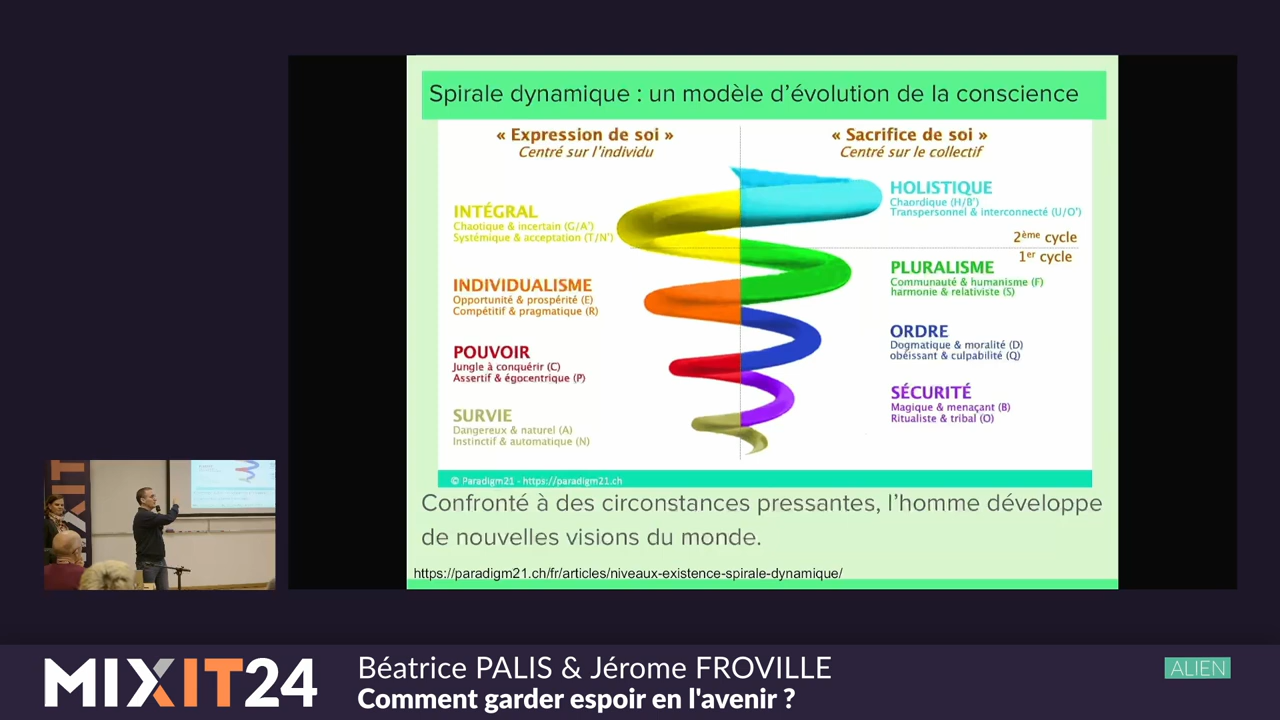 Spirale dynamique : un modèle d'évolution de la conscience
« Expression de soi »
Centré sur l'individu
« Sacrifice de soi »
Centré sur le collectif
HOLISTIQUE
Chaordique (H/B')
Transpersonnel & interconnecté (U/O')
INTÉGRAL
Chaotique & incertain (G/A')
Systémique & acceptation (T/N')
2ème cycle
1er cycle
PLURALISME
Communauté & humanisme (F)
harmonie & relativiste (S)
INDIVIDUALISME
Opportunité & prospérité (E)
Compétitif & pragmatique (R)
ORDRE
Dogmatique & moralité (D)
obéissant & culpabilité (Q)
POUVOIR
Jungle à conquérir (C)
Assertif & égocentrique (P)
SÉCURITÉ
Magique & menaçant (B)
Ritualiste & tribal (O)
SURVIE
Dangereux & naturel (A)
Instinctif & automatique (N)
© Paradigm21 - https://paradigm21.ch
Confronté à des circonstances pressantes, l'homme développe
de nouvelles visions du monde.
https://paradigm21.ch/fr/articles/niveaux-existence-spirale-dynamique/
MIXIT24
Béatrice PALIS & Jérome FROVILLE
Comment garder espoir en l'avenir ?
ALIEN